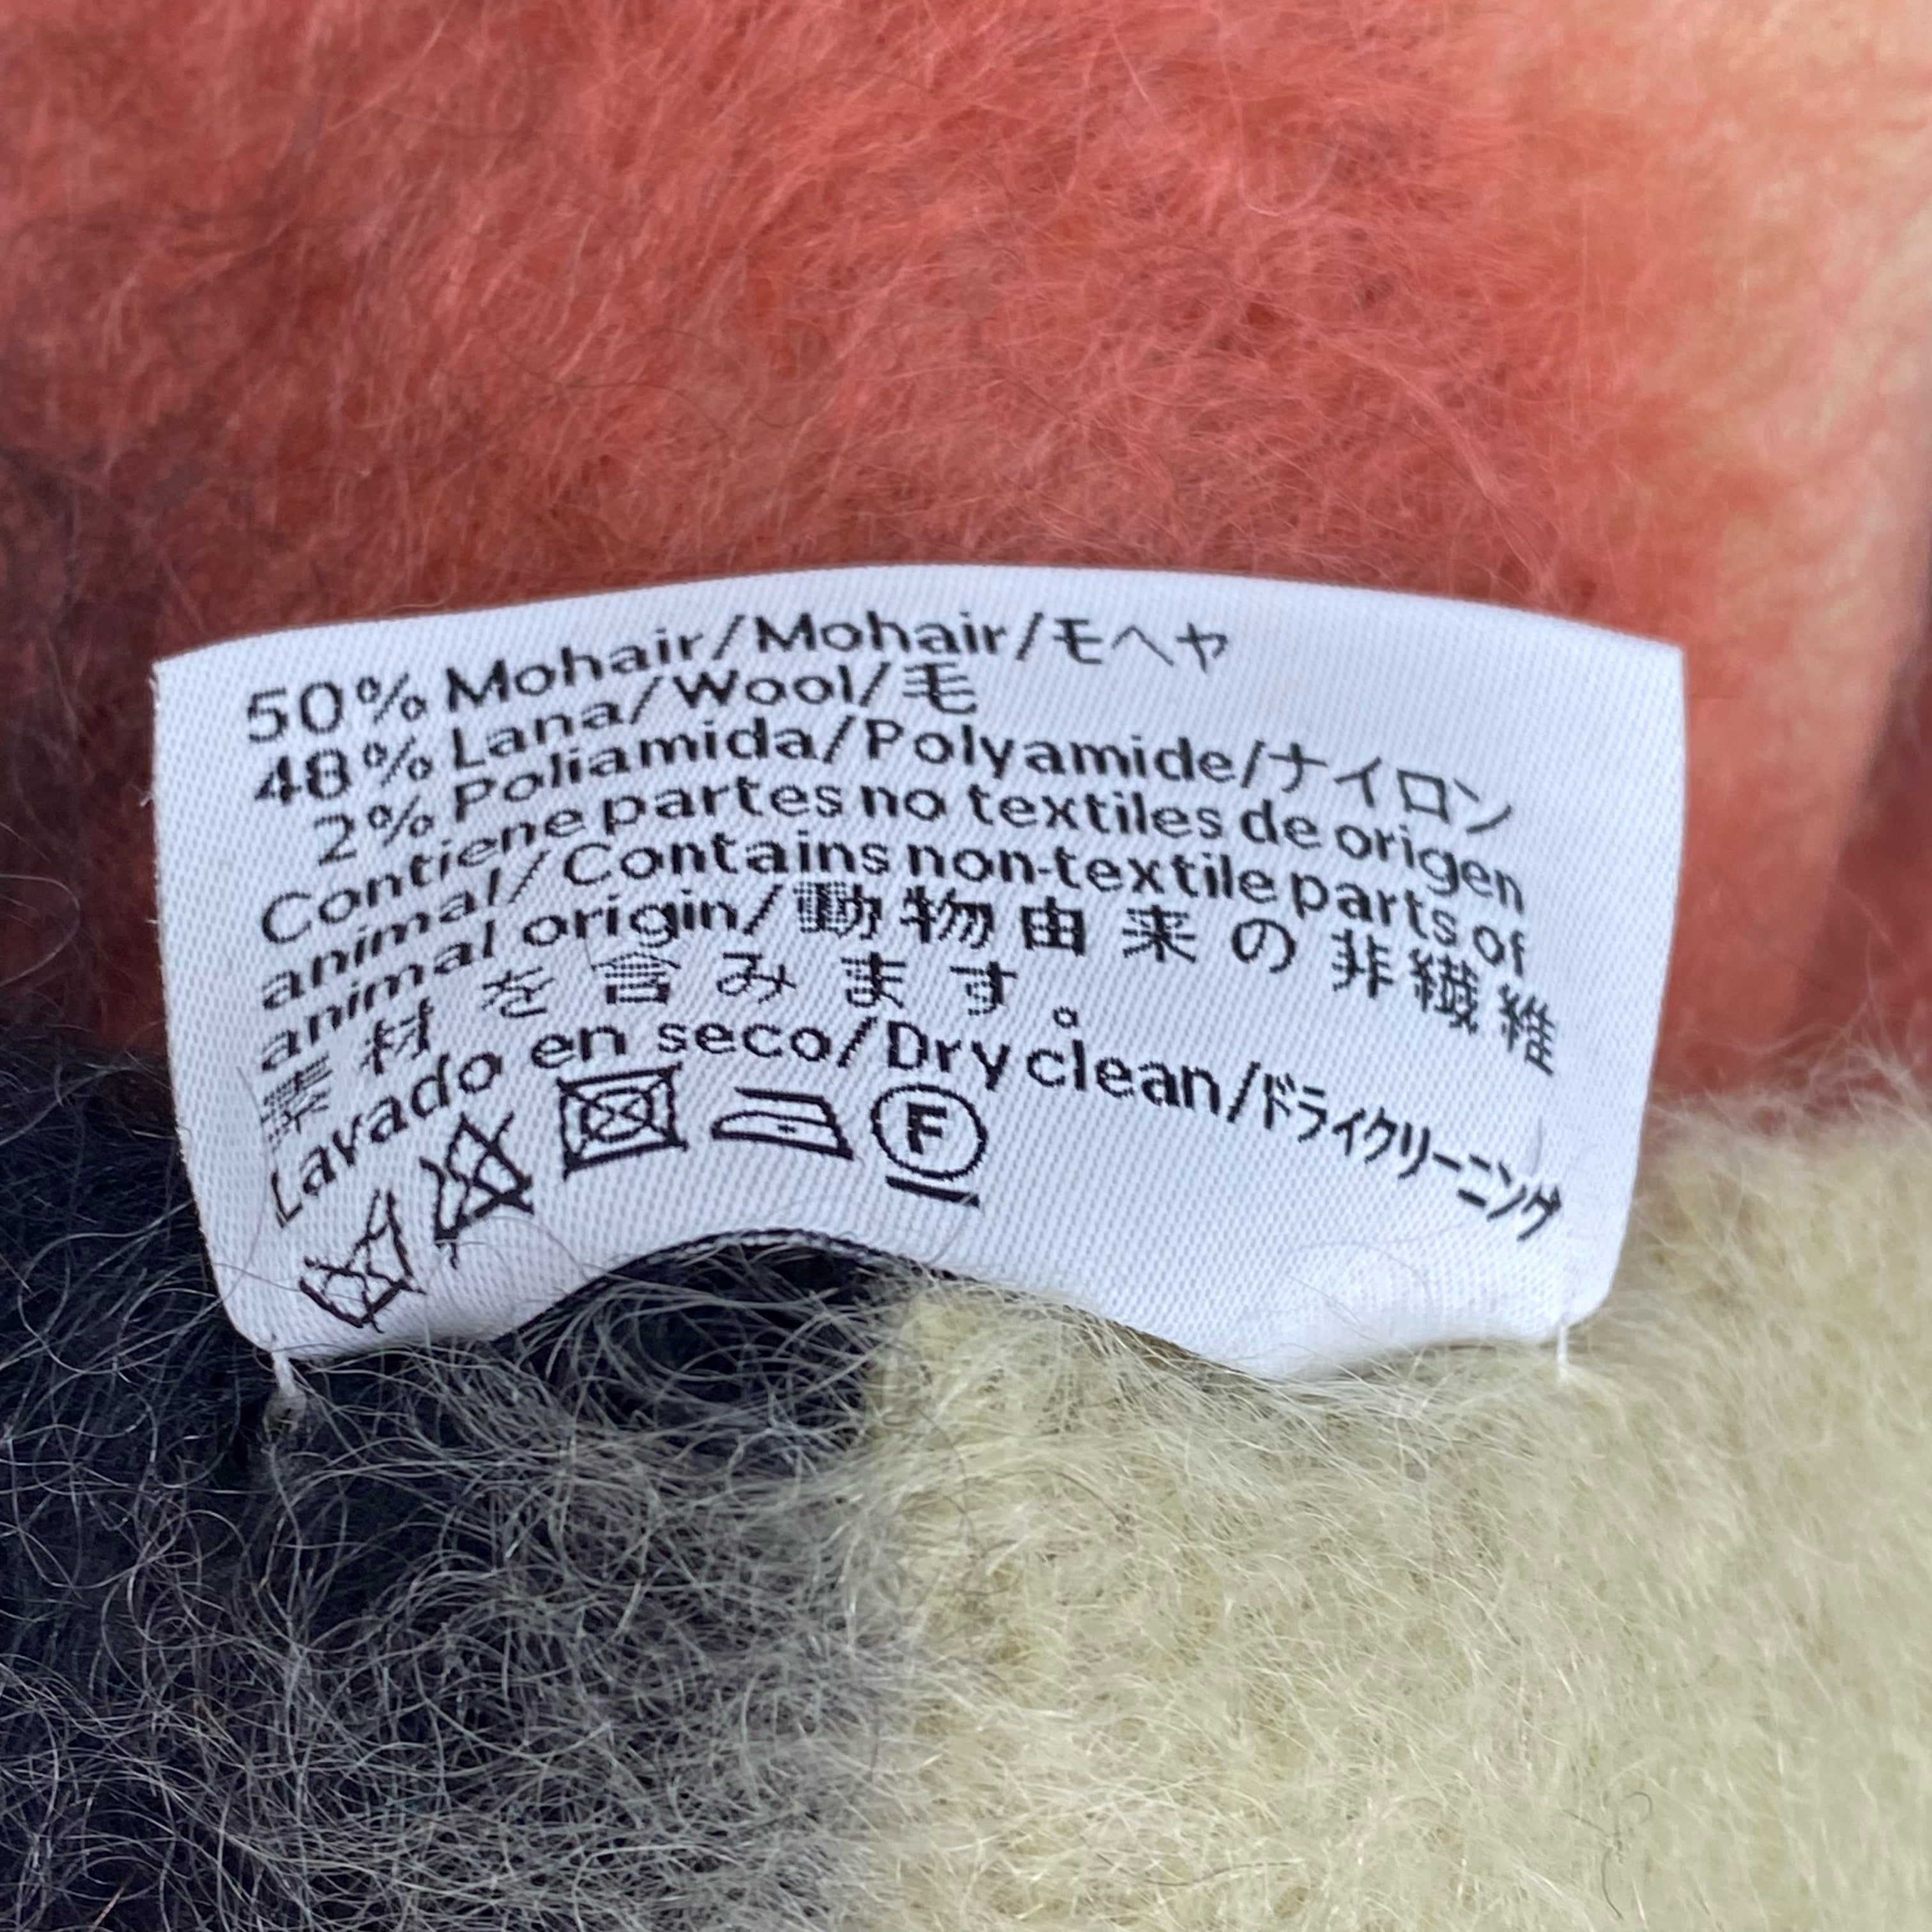 50% Mohair/Mohair/モヘヤ
48% Lana/Wool/毛
2% Poliamida/Polyamide/ナイロン
Contiene partes no textiles de origen
animal/Contains non-textile parts of
animal origin/動物由来の非繊維
素材を含みます。
Lavado en seco/Dry clean/ドライクリーニング
F